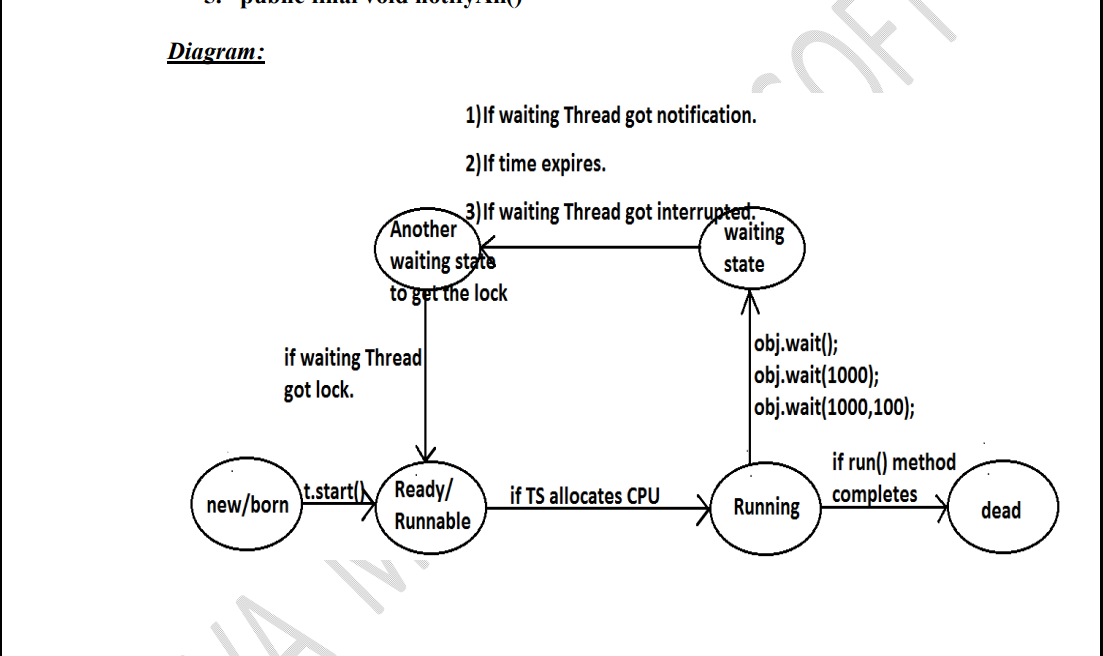 3. public final void notifyAll()
Diagram:
SOFT
1)If waiting Thread got notification.
2)If time expires.
3)If waiting Thread got interrupted.
Another
waiting state
to get the lock
waiting
state
if waiting Thread
got lock.
obj.wait();
obj.wait(1000);
obj.wait(1000,100);
new/born
t.start()
Ready/
Runnable
if TS allocates CPU
Running
if run() method
completes
dead